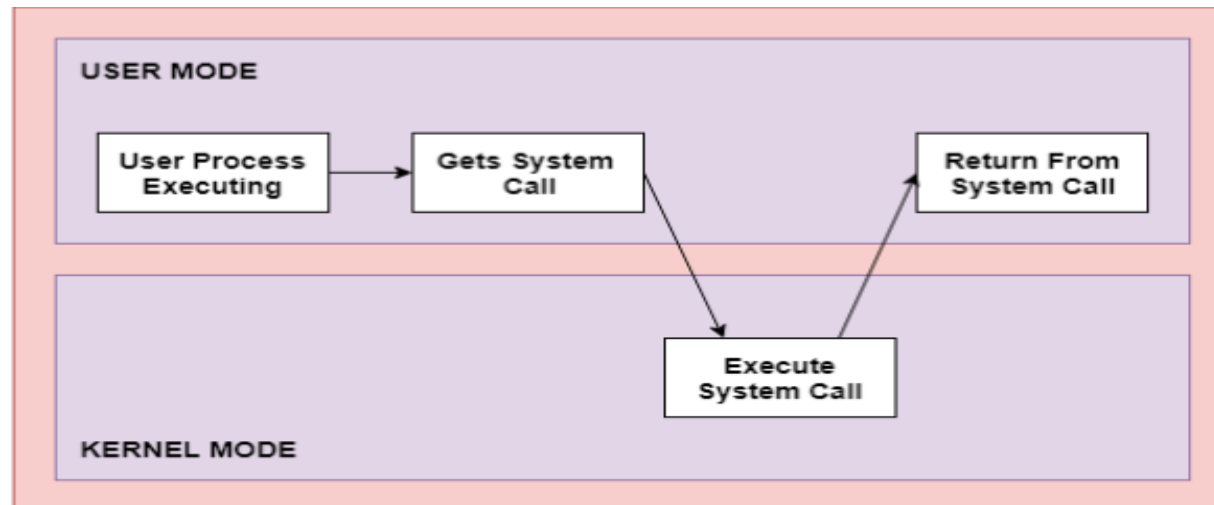 USER MODE
User Process
Executing
Gets System
Call
Return From
System Call
Execute
System Call
KERNEL MODE